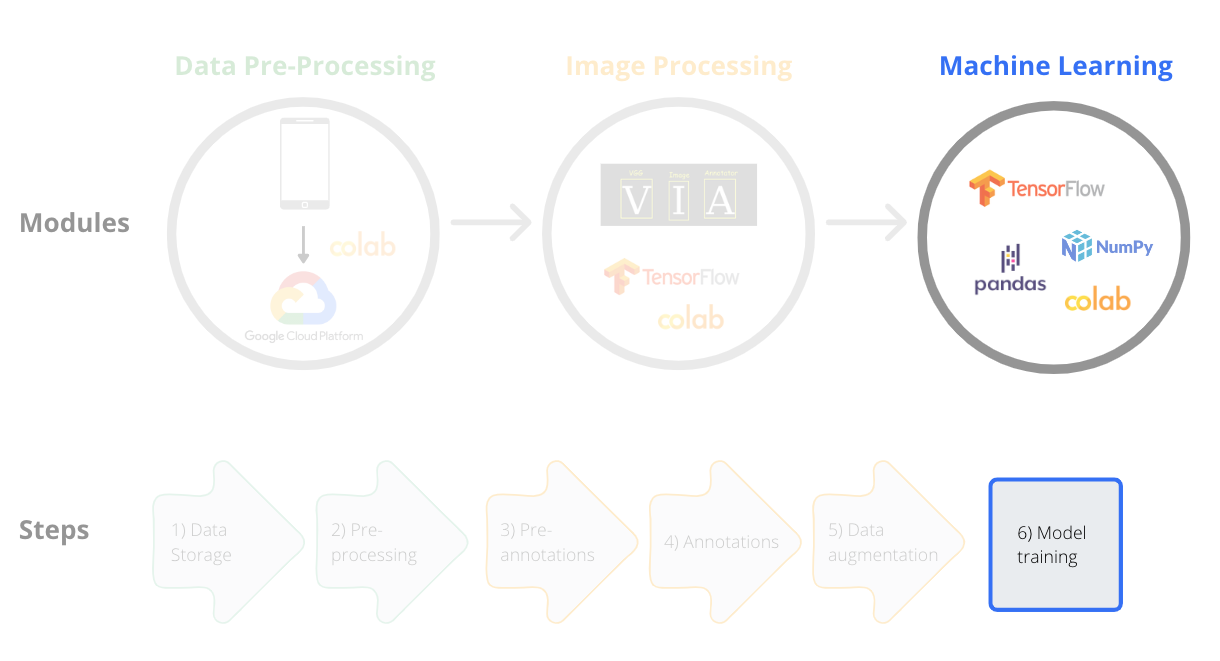 Data Pre-Processing
Image Processing
Machine Learning
Modules
colab
Google Cloud Platform
VGG Image Annotator
VIA
TensorFlow
colab
TensorFlow
NumPy
pandas
colab
Steps
1) Data
Storage
2) Pre-
processing
3) Pre-
annotations
4) Annotations
5) Data
augmentation
6) Model
training